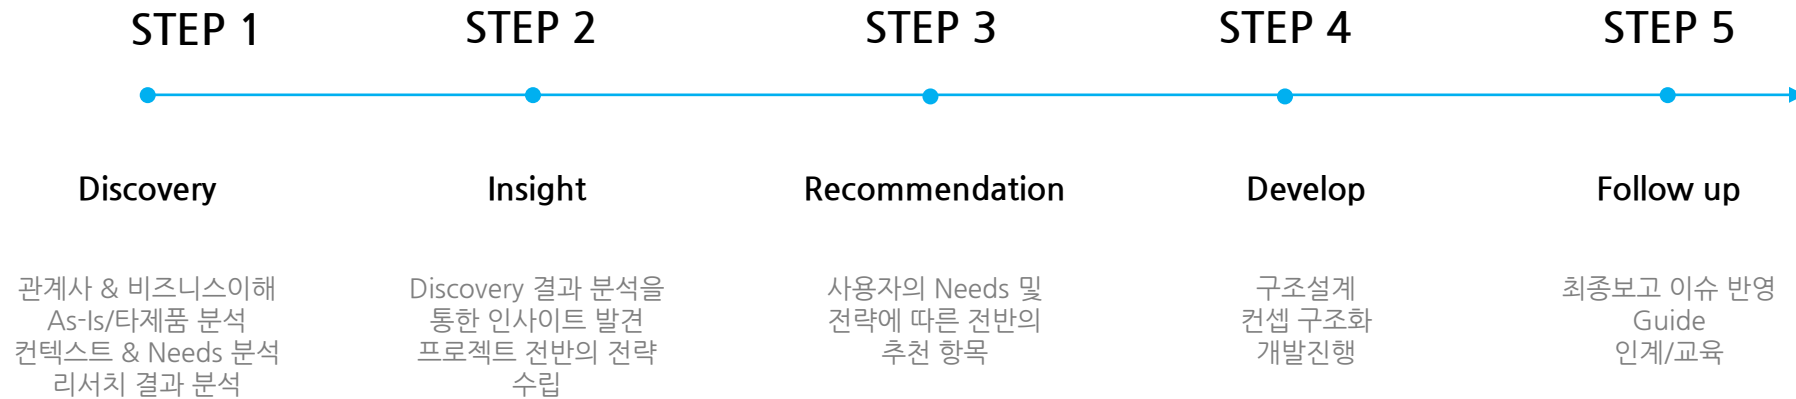 STEP 1
STEP 2
STEP 3
STEP 4
STEP 5
Discovery
Insight
Recommendation
Develop
Follow up
관계사 & 비즈니스이해
As-Is/타제품 분석
컨텍스트 & Needs 분석
리서치 결과 분석
Discovery 결과 분석을
통한 인사이트 발견
프로젝트 전반의 전략
수립
사용자의 Needs 및
전략에 따른 전반의
추천 항목
구조설계
컨셉 구조화
개발진행
최종보고 이슈 반영
Guide
인계/교육